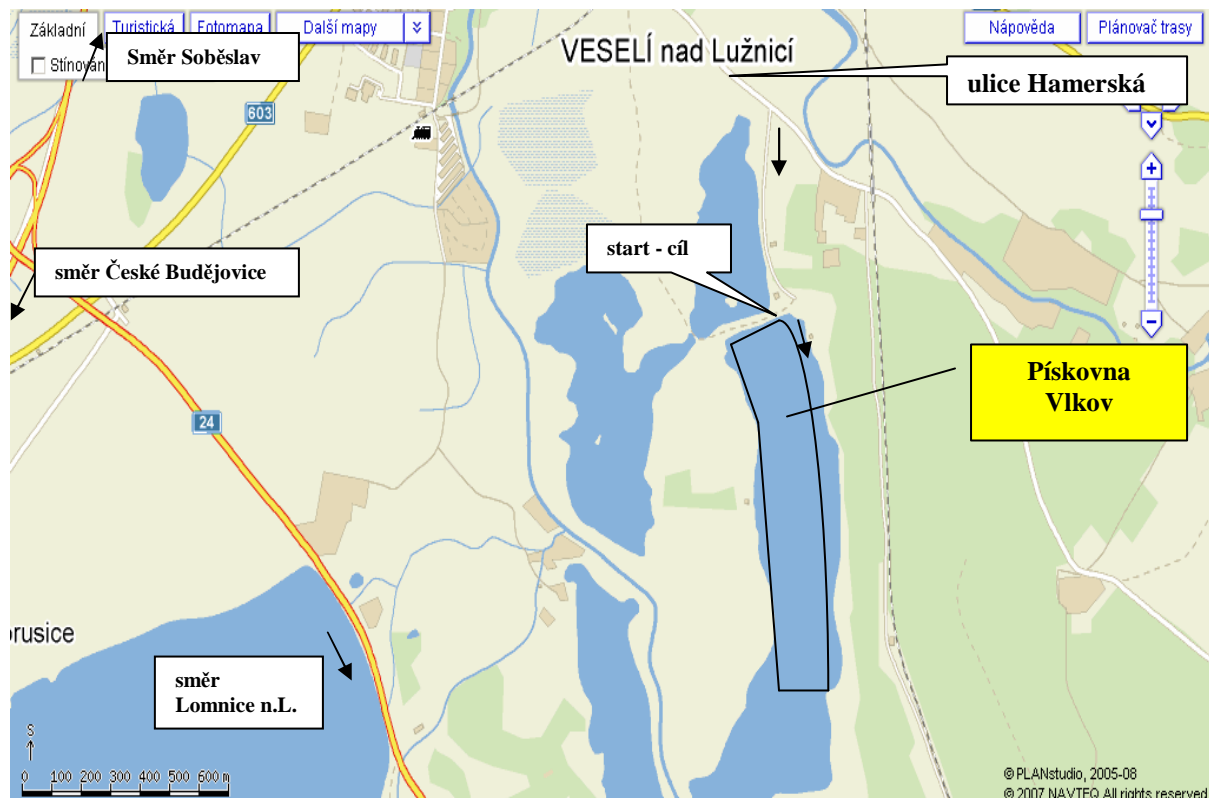 Základní
Turistická
Fotomapa
Další mapy
Nápověda
Plánovač trasy
Stínován
Směr Soběslav
VESELÍ nad Lužnicí
ulice Hamerská
603
start - cíl
směr České Budějovice
Pískovna
Vlkov
24
orusice
směr
Lomnice n.L.
S
0 100 200 300 400 500 600 m
© PLANstudio, 2005-08
© 2007 NAVTEQ All rights reserved